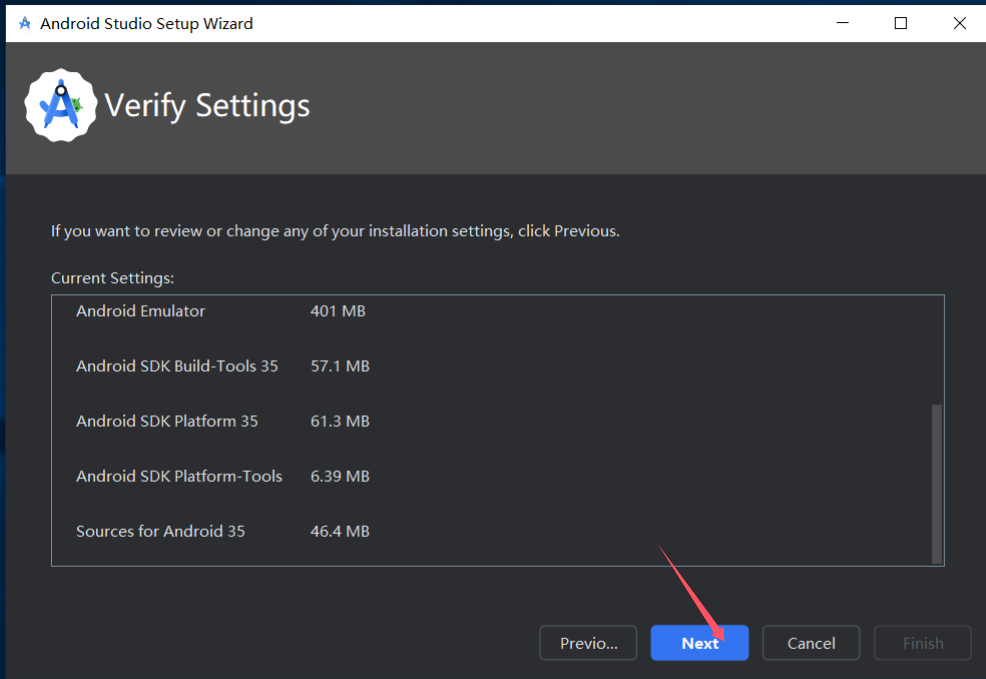 Android Studio Setup Wizard
Verify Settings
If you want to review or change any of your installation settings, click Previous.
Current Settings:
Android Emulator 401 MB
Android SDK Build-Tools 35 57.1 MB
Android SDK Platform 35 61.3 MB
Android SDK Platform-Tools 6.39 MB
Sources for Android 35 46.4 MB
Previo... Next Cancel Finish